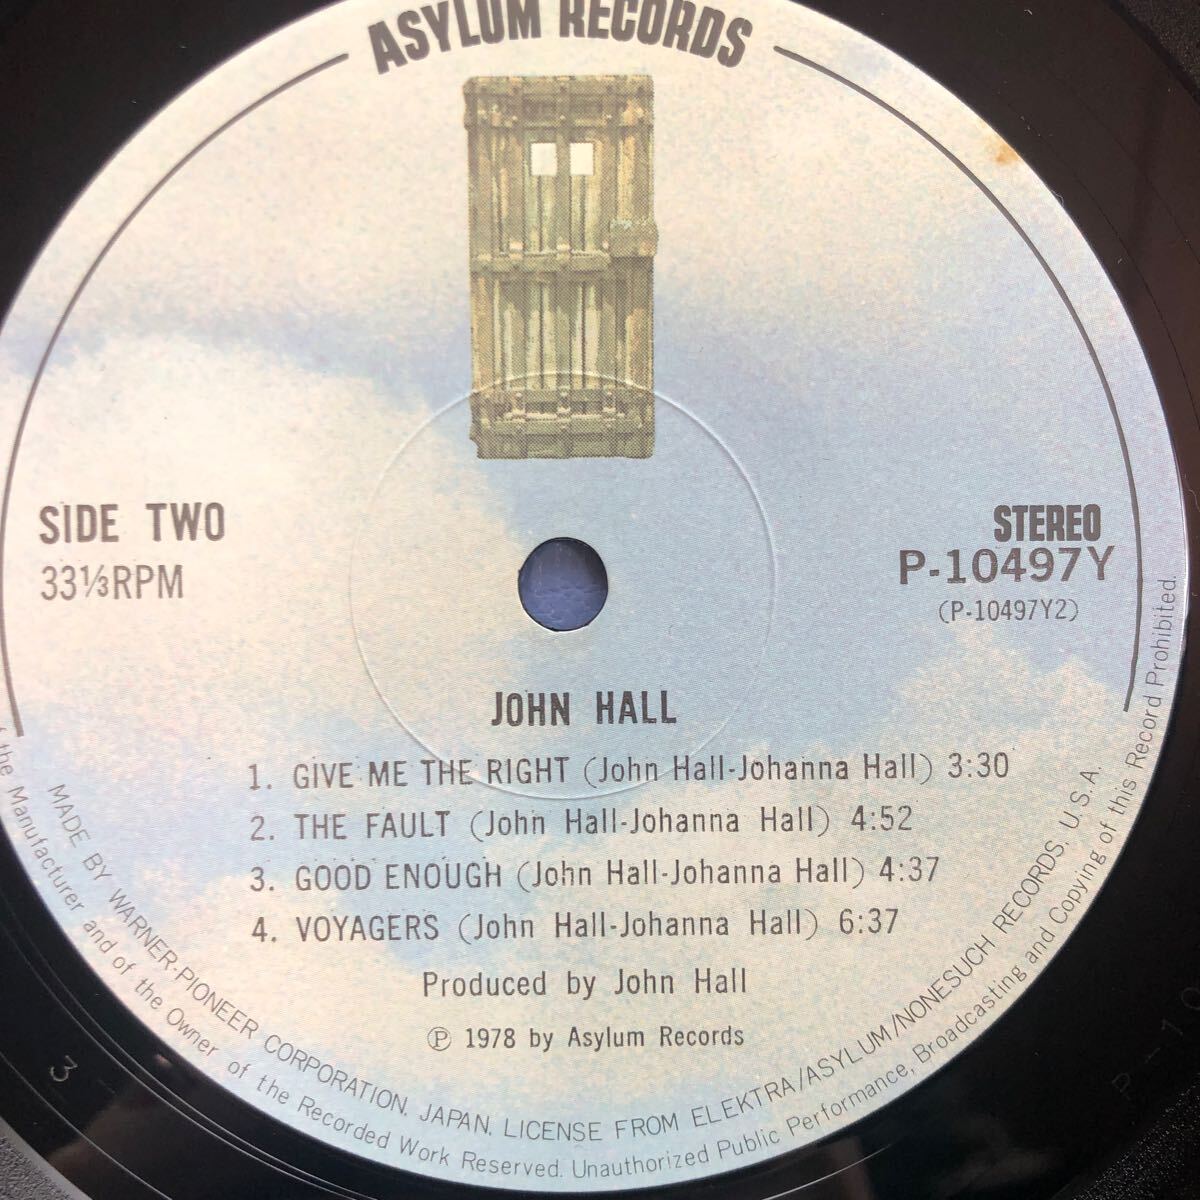 ASYLUM RECORDS
SIDE TWO
33⅓RPM
STEREO
P-10497Y
(P-10497Y2)
JOHN HALL
1. GIVE ME THE RIGHT (John Hall-Johanna Hall) 3:30
2. THE FAULT (John Hall-Johanna Hall) 4:52
3. GOOD ENOUGH (John Hall-Johanna Hall) 4:37
4. VOYAGERS (John Hall-Johanna Hall) 6:37
Produced by John Hall
Ⓟ 1978 by Asylum Records
MADE BY WARNER-PIONEER CORPORATION, JAPAN, LICENSE FROM ELEKTRA/ASYLUM/NONESUCH RECORDS, U.S.A.
the Manufacturer and of the Owner of the Recorded Work Reserved. Unauthorized Public Performance, Broadcasting and Copying of this Record Prohibited.
3
P-10